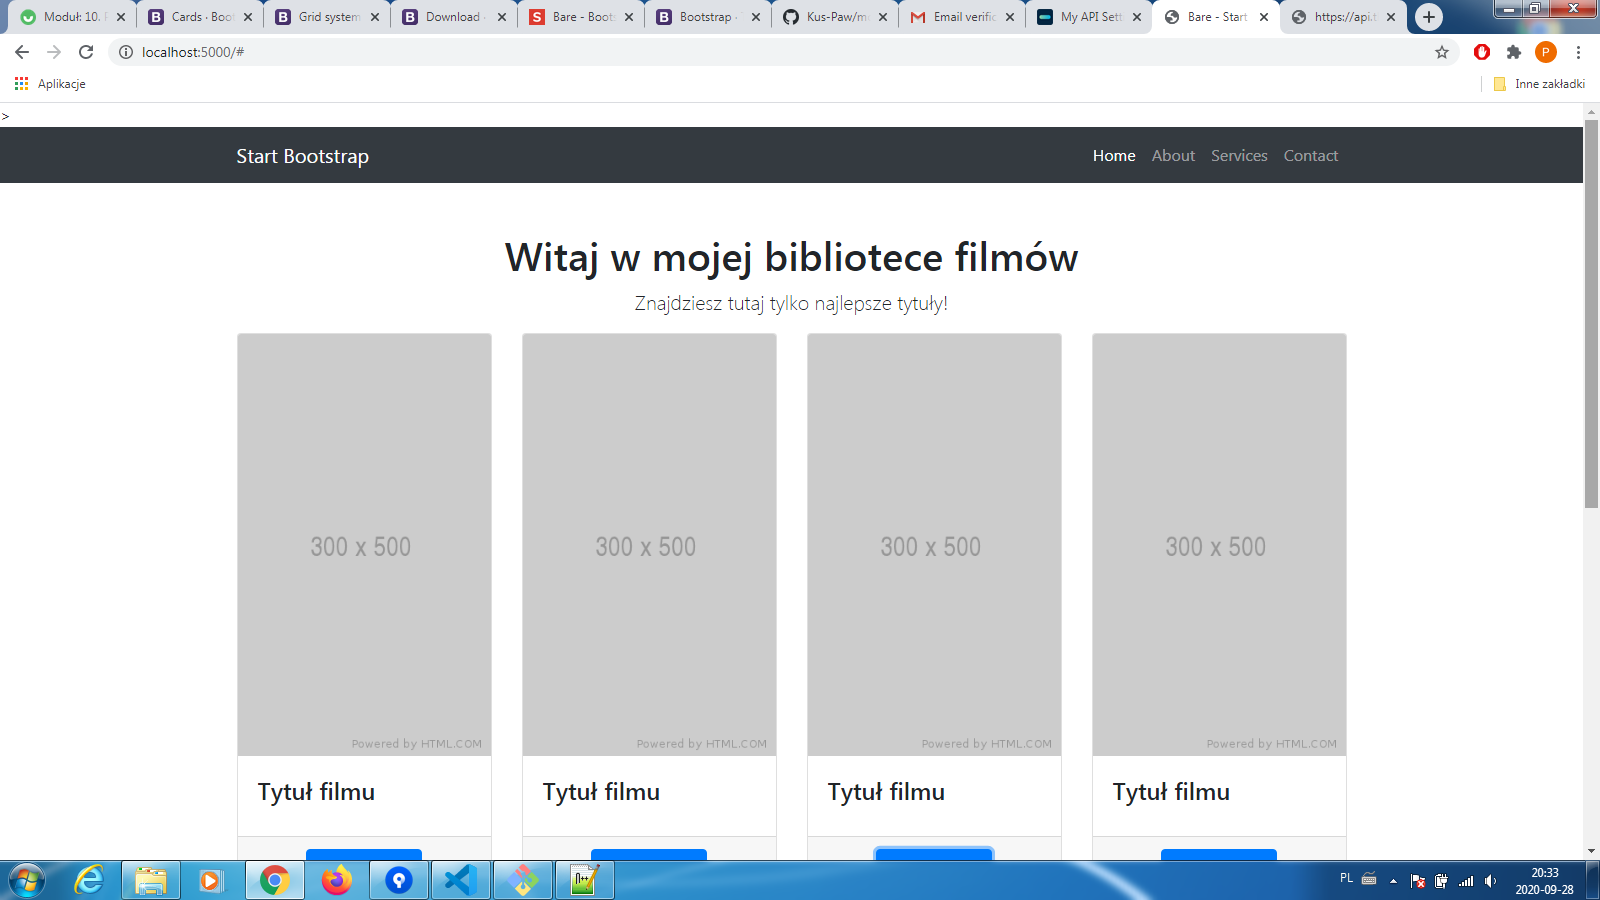 Moduł: 10. F
Cards · Boot
Grid system
Download ·
Bare - Boots
Bootstrap ·
Kus-Paw/m
Email verific
My API Sett
Bare - Start
https://api.t
localhost:5000/#
P
Aplikacje
Inne zakładki
>
Start Bootstrap
Home About Services Contact
Witaj w mojej bibliotece filmów
Znajdziesz tutaj tylko najlepsze tytuły!
300 x 500
Powered by HTML.COM
Tytuł filmu
300 x 500
Powered by HTML.COM
Tytuł filmu
300 x 500
Powered by HTML.COM
Tytuł filmu
300 x 500
Powered by HTML.COM
Tytuł filmu
PL
20:33
2020-09-28